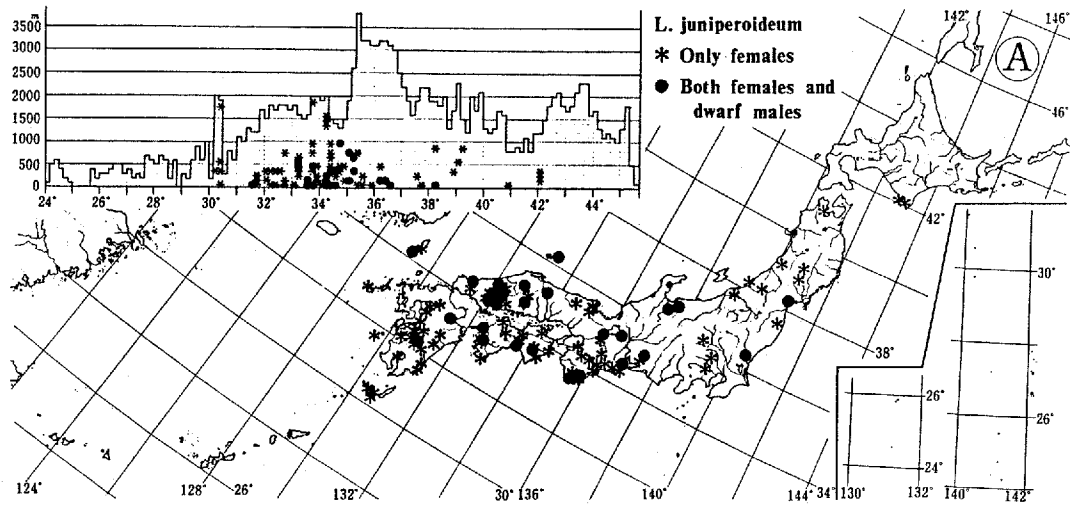 m
3500
3000
2500
2000
1500
1000
500
0
24 26 28 30 32 34 36 38 40 42 44
L. juniperoideum
* Only females
● Both females and
dwarf males
A
142° 146°
46°
42°
38°
30°
26° 26°
24°
124° 128° 26° 132° 30° 136° 140° 144° 34° 130° 132° 140° 142°